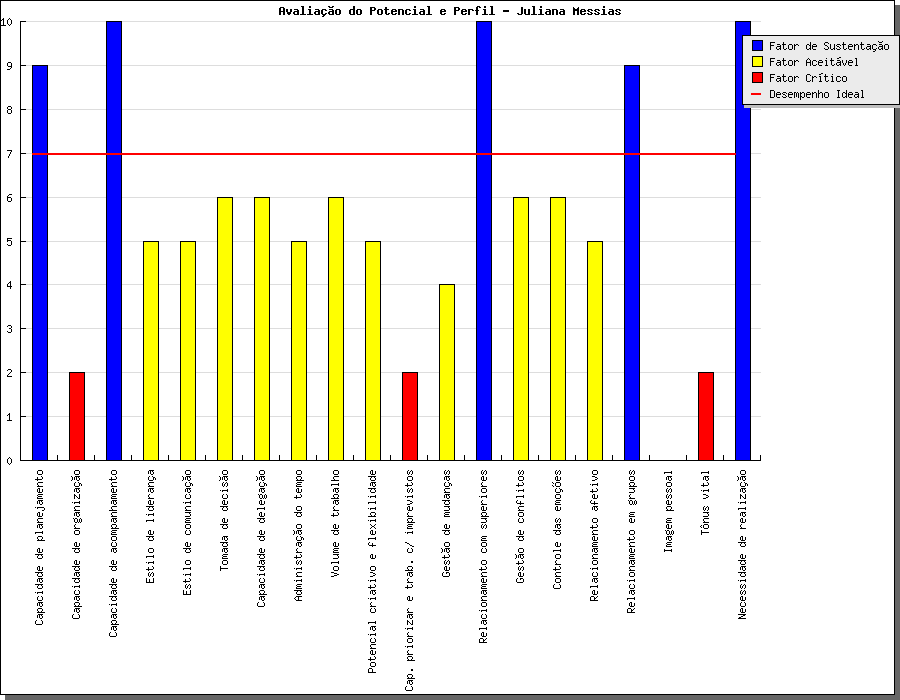 Avaliação do Potencial e Perfil - Juliana Messias
10
9
8
7
6
5
4
3
2
1
0
Fator de Sustentação
Fator Aceitável
Fator Crítico
Desempenho Ideal
Capacidade de planejamento
Capacidade de organização
Capacidade de acompanhamento
Estilo de liderança
Estilo de comunicação
Tomada de decisão
Capacidade de delegação
Administração do tempo
Volume de trabalho
Potencial criativo e flexibilidade
Cap. priorizar e trab. c/ imprevistos
Gestão de mudanças
Relacionamento com superiores
Gestão de conflitos
Controle das emoções
Relacionamento afetivo
Relacionamento em grupos
Imagem pessoal
Tônus vital
Necessidade de realização